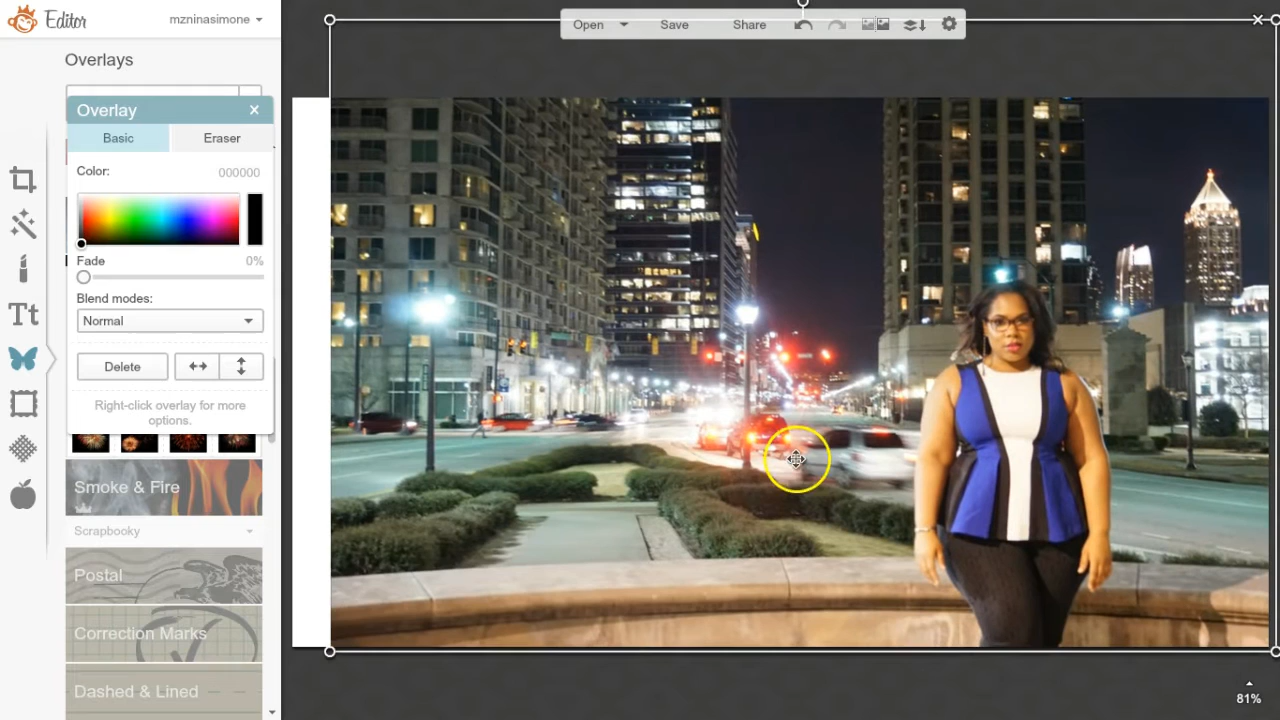 Editor
mzninasimone
Open
Save
Share
Overlays
Overlay
Basic
Eraser
Color:
000000
Fade
0%
Blend modes:
Normal
Delete
Right-click overlay for more
options.
Tt
Smoke & Fire
Scrapbooky
Postal
Correction Marks
Dashed & Lined
81%